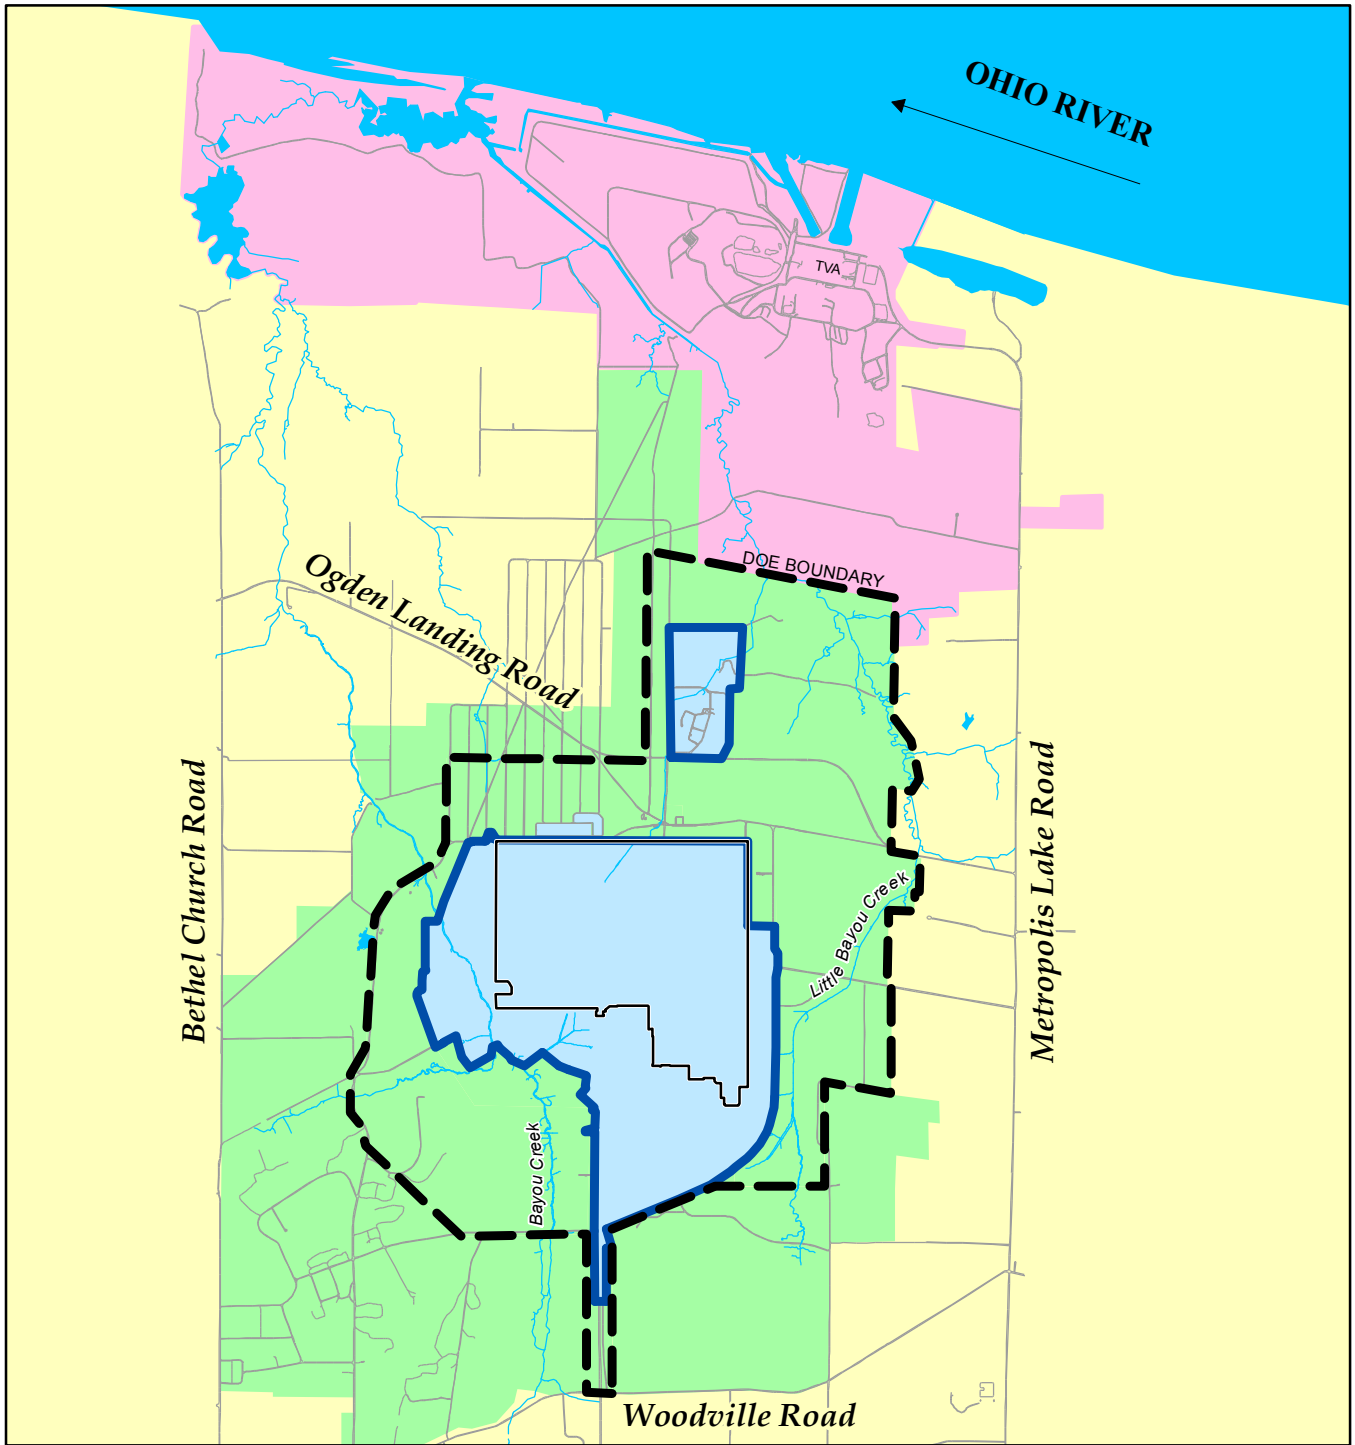 OHIO RIVER
TVA
DOE BOUNDARY
Ogden Landing Road
Bethel Church Road
Metropolis Lake Road
Little Bayou Creek
Bayou Creek
Woodville Road